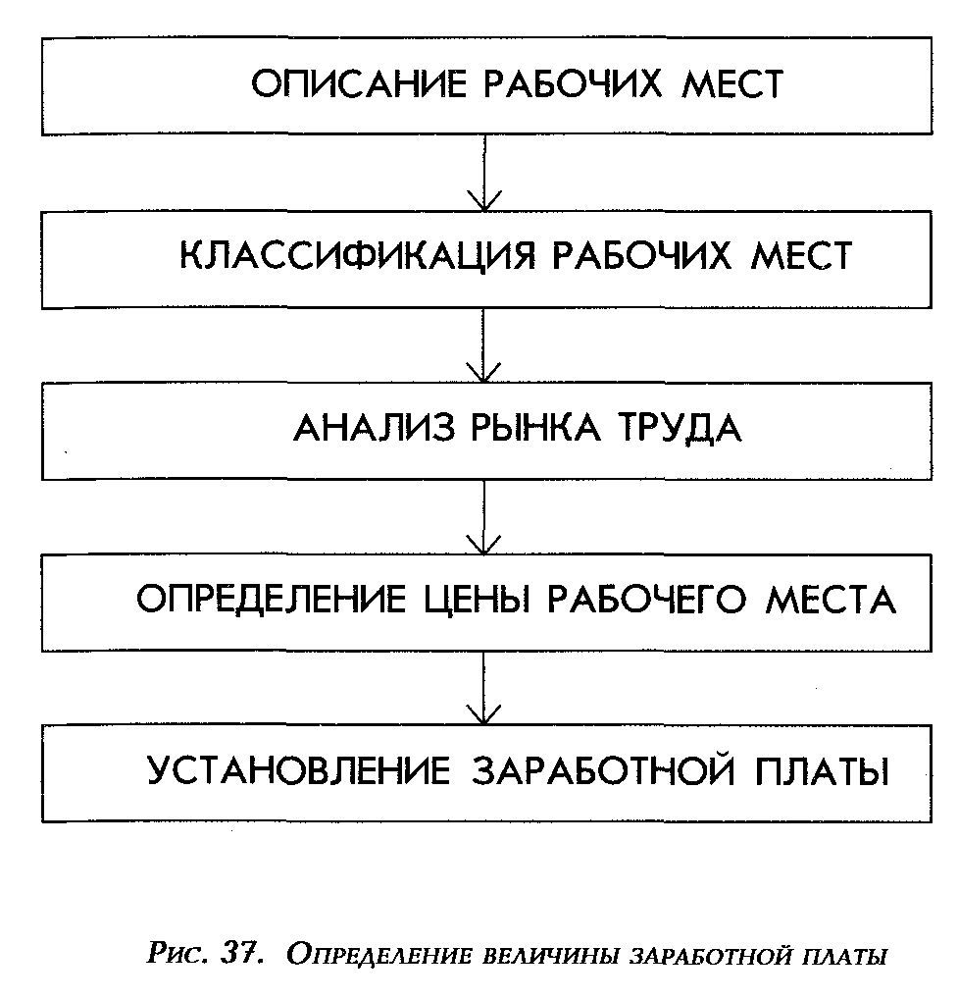 ОПИСАНИЕ РАБОЧИХ МЕСТ
КЛАССИФИКАЦИЯ РАБОЧИХ МЕСТ
АНАЛИЗ РЫНКА ТРУДА
ОПРЕДЕЛЕНИЕ ЦЕНЫ РАБОЧЕГО МЕСТА
УСТАНОВЛЕНИЕ ЗАРАБОТНОЙ ПЛАТЫ
Рис. 37. Определение величины заработной платы